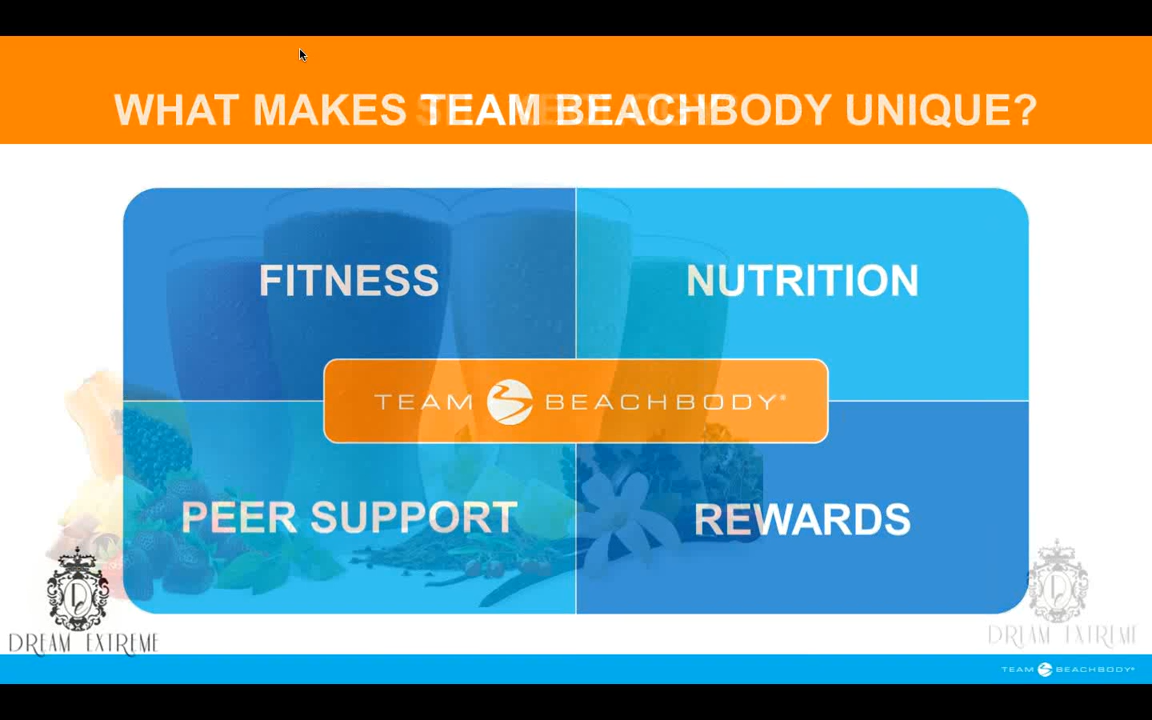 WHAT MAKES TEAM BEACHBODY UNIQUE?
FITNESS
NUTRITION
TEAM BEACHBODY®
PEER SUPPORT
REWARDS
DREAM EXTREME
DREAM EXTREME
TEAM BEACHBODY®